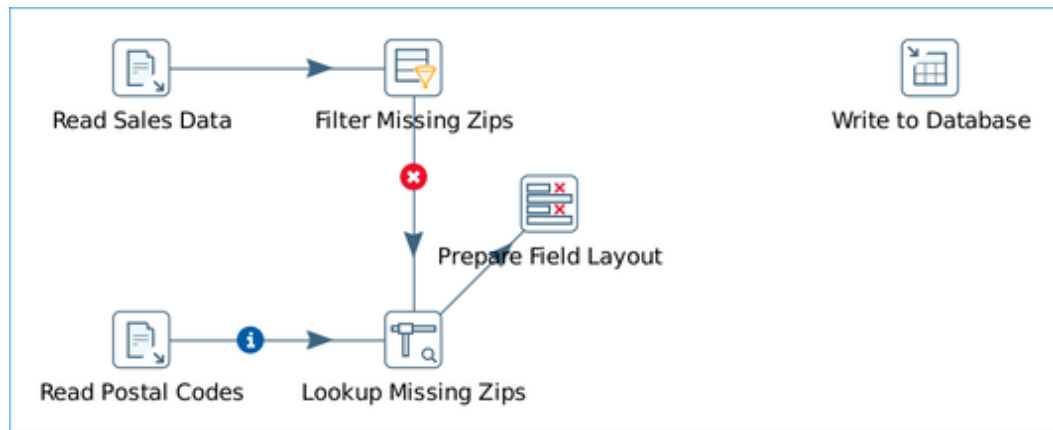 Read Sales Data
Filter Missing Zips
Write to Database
Prepare Field Layout
Read Postal Codes
Lookup Missing Zips